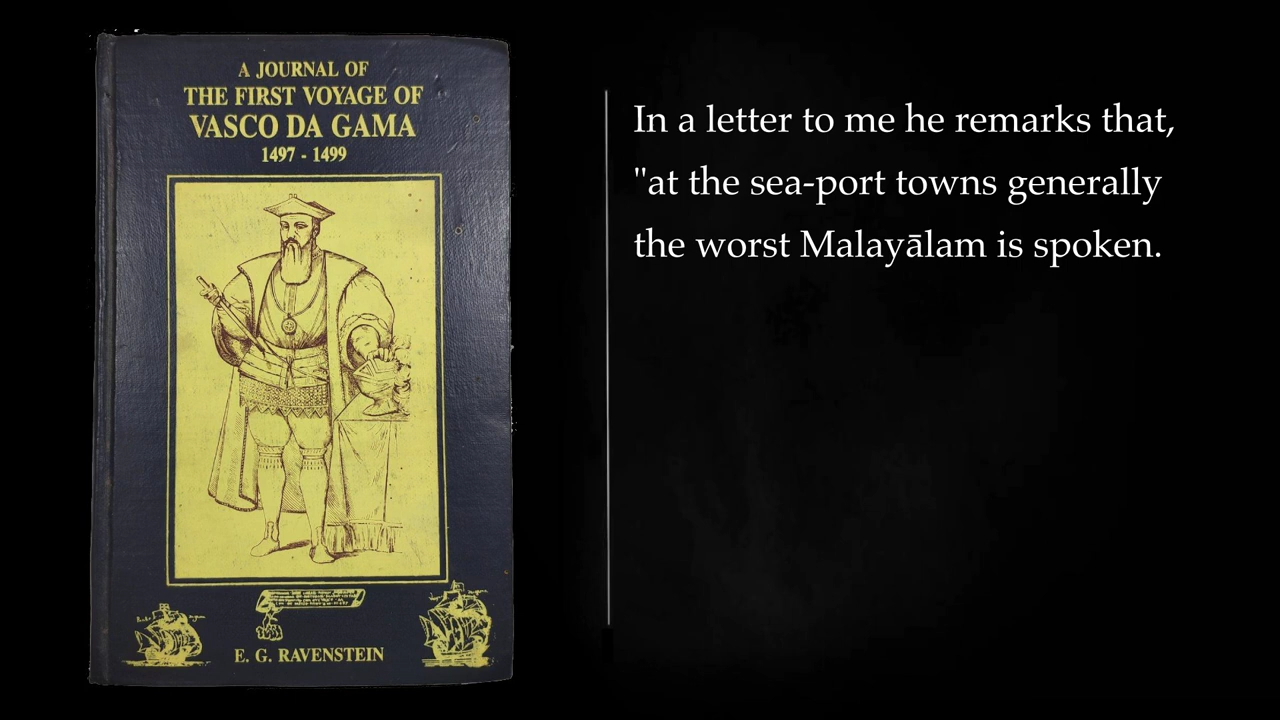 A JOURNAL OF
THE FIRST VOYAGE OF
VASCO DA GAMA
1497 - 1499
E. G. RAVENSTEIN
In a letter to me he remarks that,
"at the sea-port towns generally
the worst Malayālam is spoken.